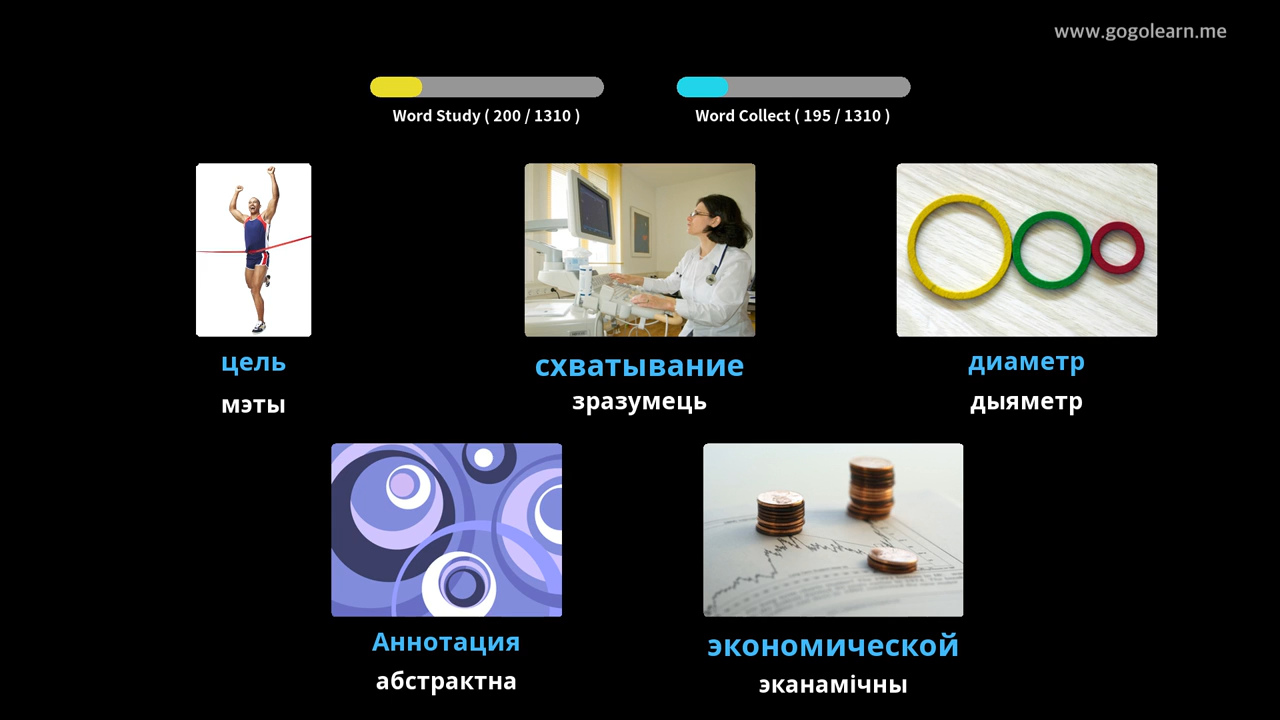 www.gogolearn.me
Word Study ( 200 / 1310 )
Word Collect ( 195 / 1310 )
цель
мэты
схватывание
зразумець
диаметр
дыяметр
Аннотация
абстрактна
экономической
эканамічны